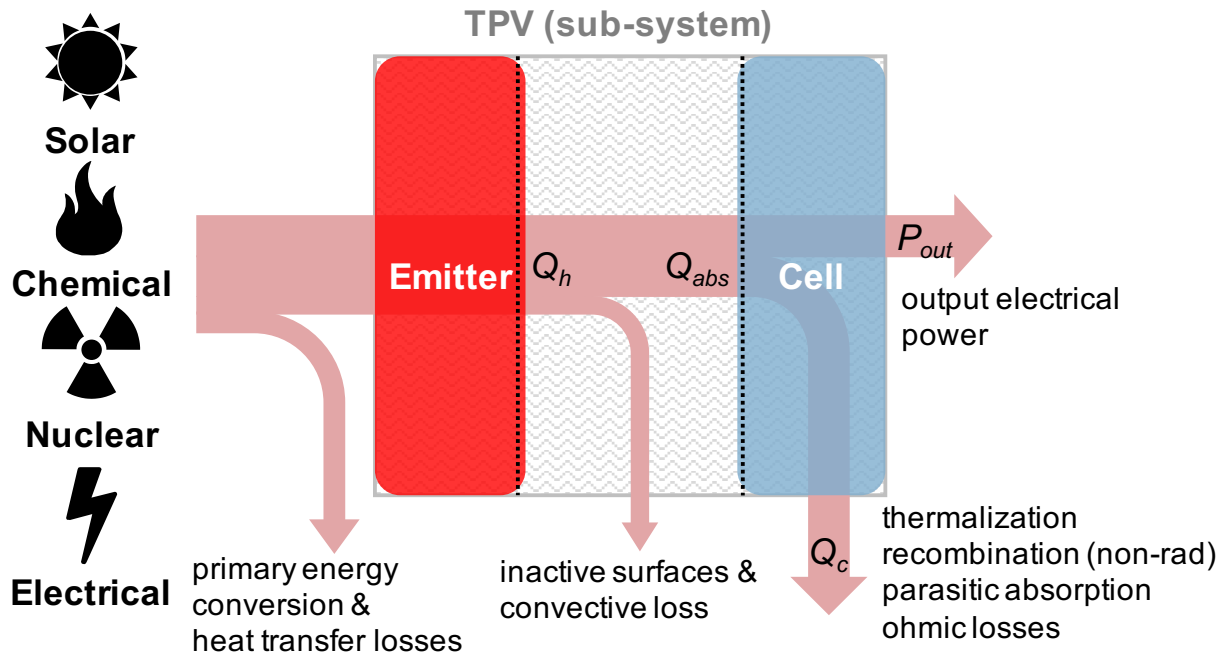 TPV (sub-system)
Solar
Chemical
Nuclear
Electrical
Emitter
Q_h
Q_abs
Cell
P_out
output electrical
power
primary energy
conversion &
heat transfer losses
inactive surfaces &
convective loss
Q_c
thermalization
recombination (non-rad)
parasitic absorption
ohmic losses